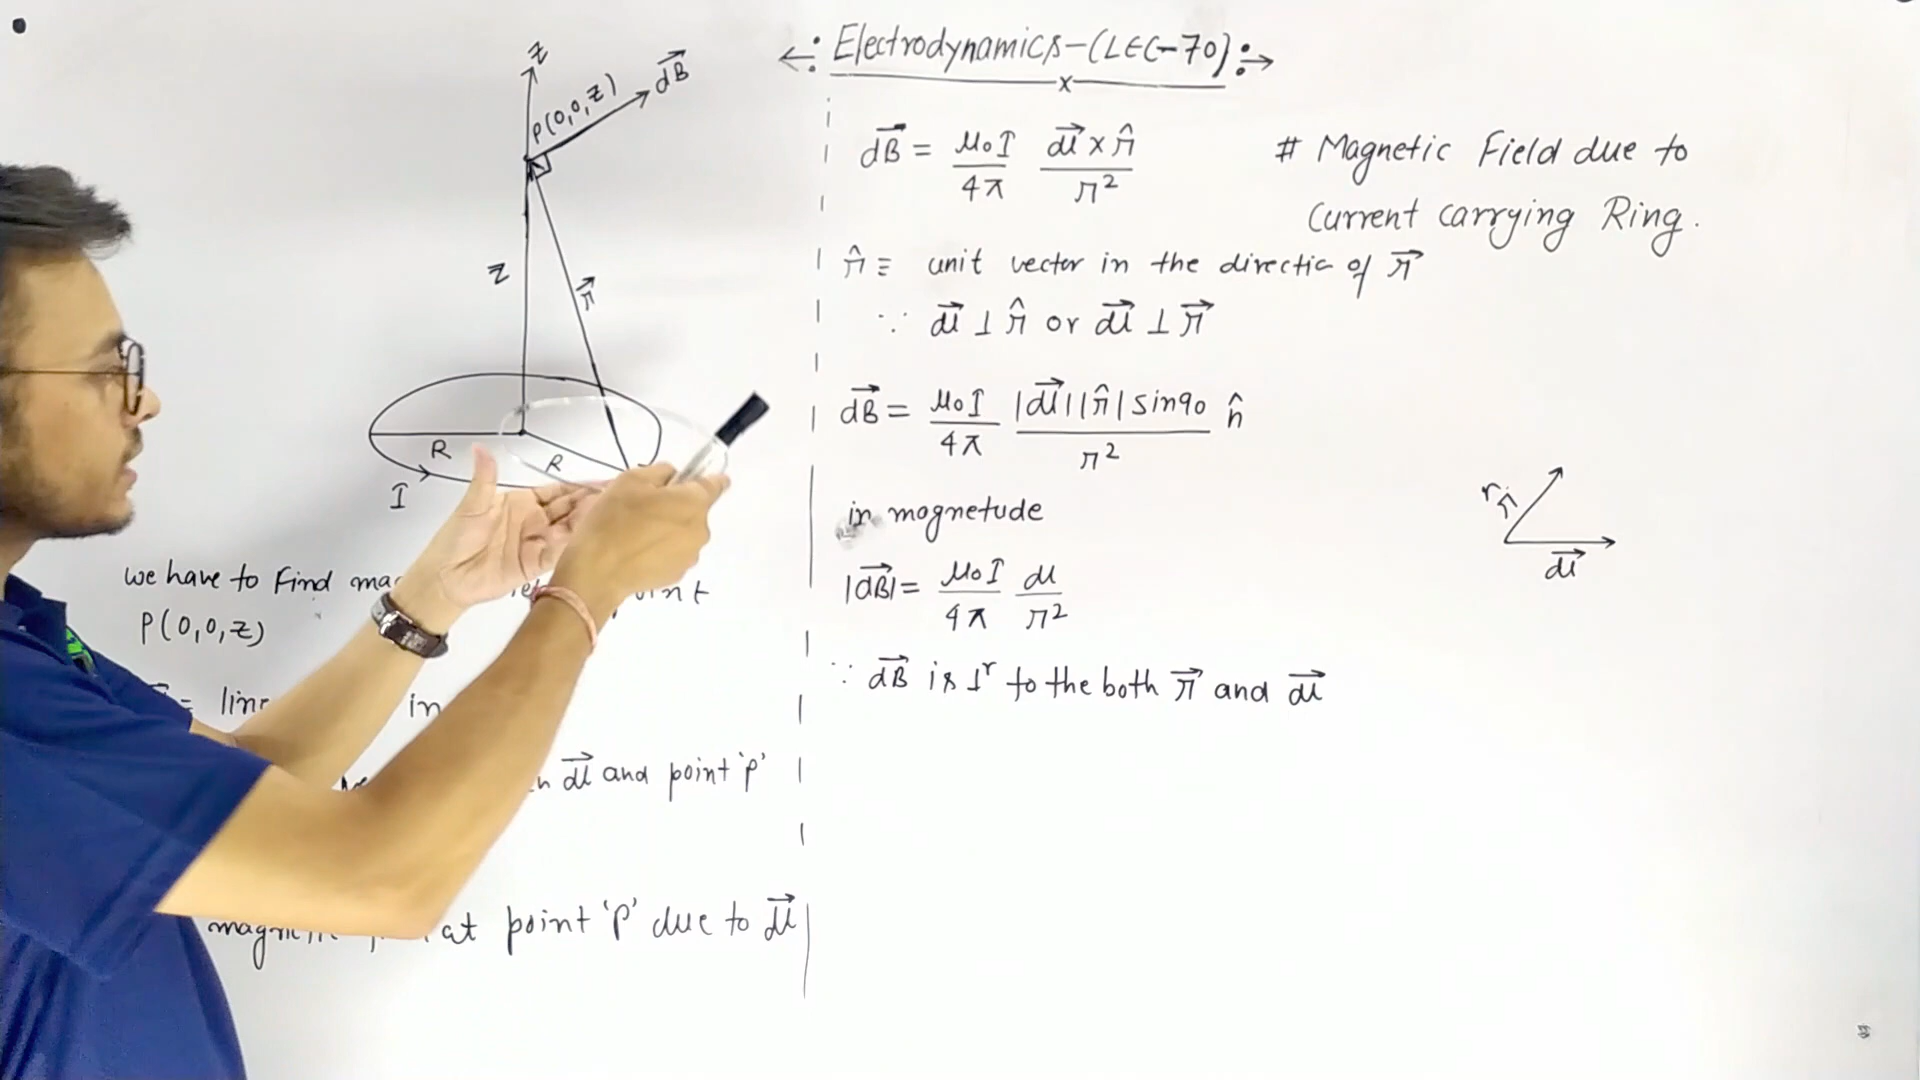 ←: Electrodynamics-(LEC-70) :→
x
Z
P(0,0,Z)
dB⃗
Z
r⃗
R
R
I
we have to Find
P(0,0,Z)
=
in
dl⃗ and point 'p'
at point 'p' due to dl⃗
dB⃗ = μ₀I/4π dl⃗ × r̂/r²
# Magnetic Field due to
Current carrying Ring.
r̂ ≡ unit vector in the directic of r⃗
∵ dl⃗ ⊥ r̂ or dl⃗ ⊥ r⃗
dB⃗ = μ₀I/4π |dl⃗||r̂| sin90/r² n̂
in magnetude
|dB⃗| = μ₀I/4π dl/r²
∵ dB⃗ is ⊥ʳ to the both r⃗ and dl⃗
dl⃗